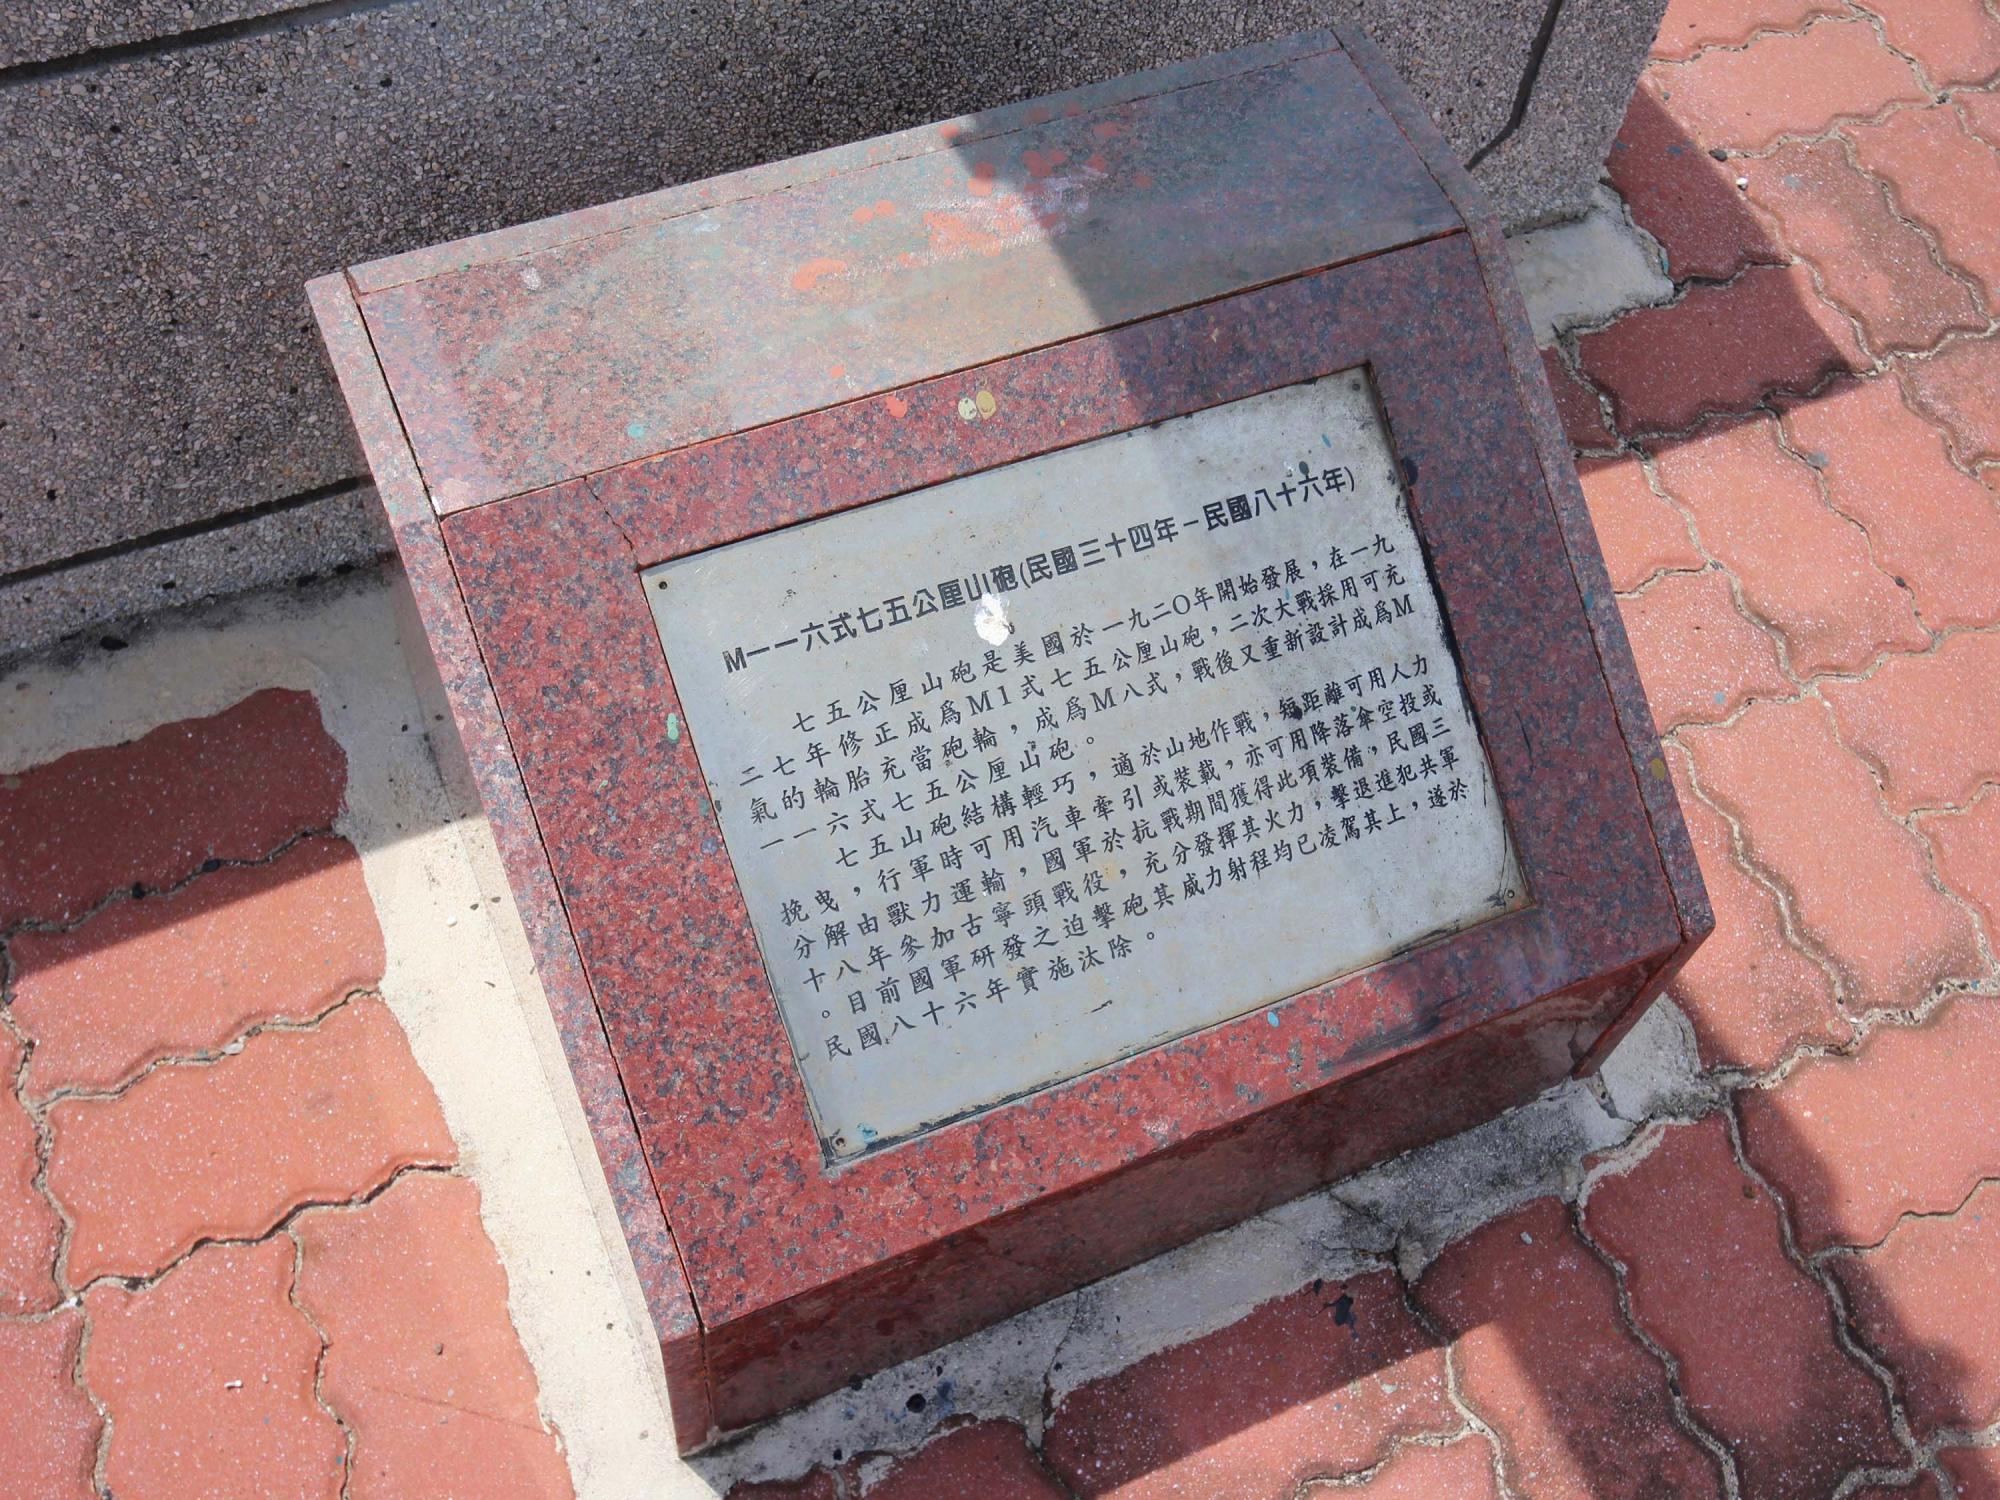 M一一六式七五公厘山砲(民國三十四年－民國八十六年)
七五公厘山砲是美國於一九二O年開始發展，在一九
二七年修正成爲M1式七五公厘山砲，二次大戰採用可充
氣的輪胎充當砲輪，成爲M八式，戰後又重新設計成爲M
一一六式七五公厘山砲。
七五山砲結構輕巧，適於山地作戰，短距離可用人力
挽曳，行軍時可用汽車牽引或裝載，亦可用降落傘空投或
分解由獸力運輸，國軍於抗戰期間獲得此項裝備，民國三
十八年參加古寧頭戰役，充分發揮其火力，擊退進犯共軍
。目前國軍研發之迫擊砲其威力射程均已凌駕其上，遂於
民國八十六年實施汰除。